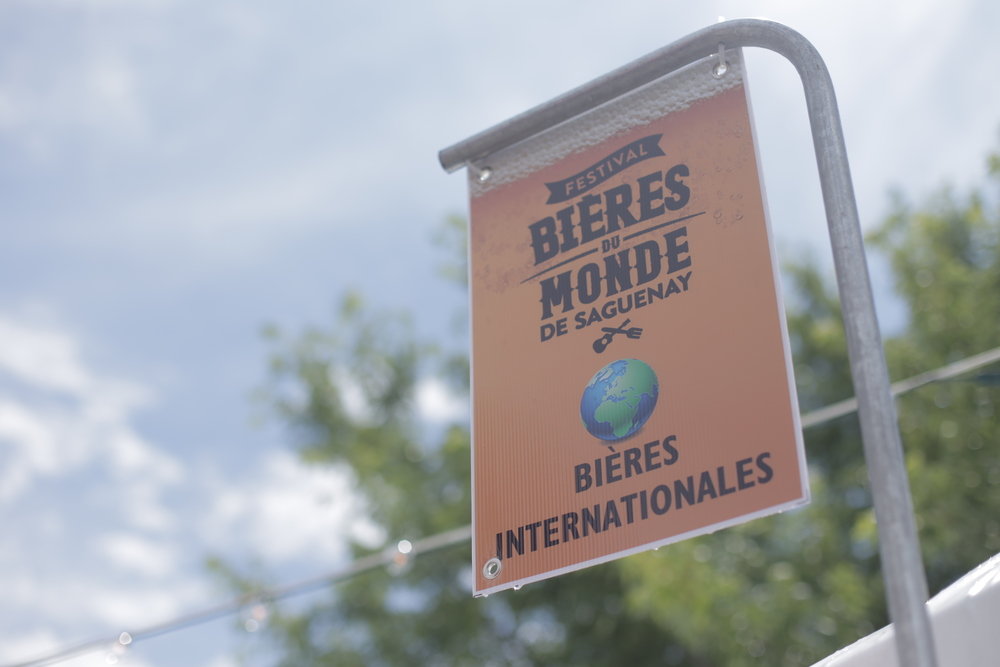 FESTIVAL
BIÈRES
DU
MONDE
DE SAGUENAY
BIÈRES
INTERNATIONALES